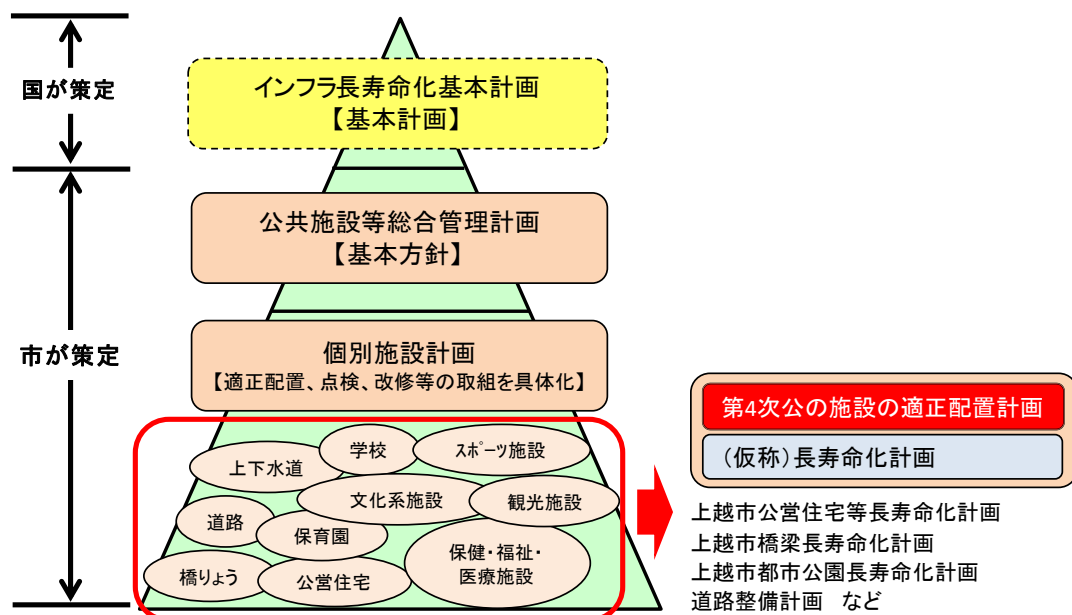 国が策定
インフラ長寿命化基本計画
【基本計画】
市が策定
公共施設等総合管理計画
【基本方針】
個別施設計画
【適正配置、点検、改修等の取組を具体化】
学校
スポーツ施設
上下水道
文化系施設
観光施設
道路
保育園
保健・福祉・
医療施設
橋りょう
公営住宅
第4次公の施設の適正配置計画
（仮称）長寿命化計画
上越市公営住宅等長寿命化計画
上越市橋梁長寿命化計画
上越市都市公園長寿命化計画
道路整備計画　など